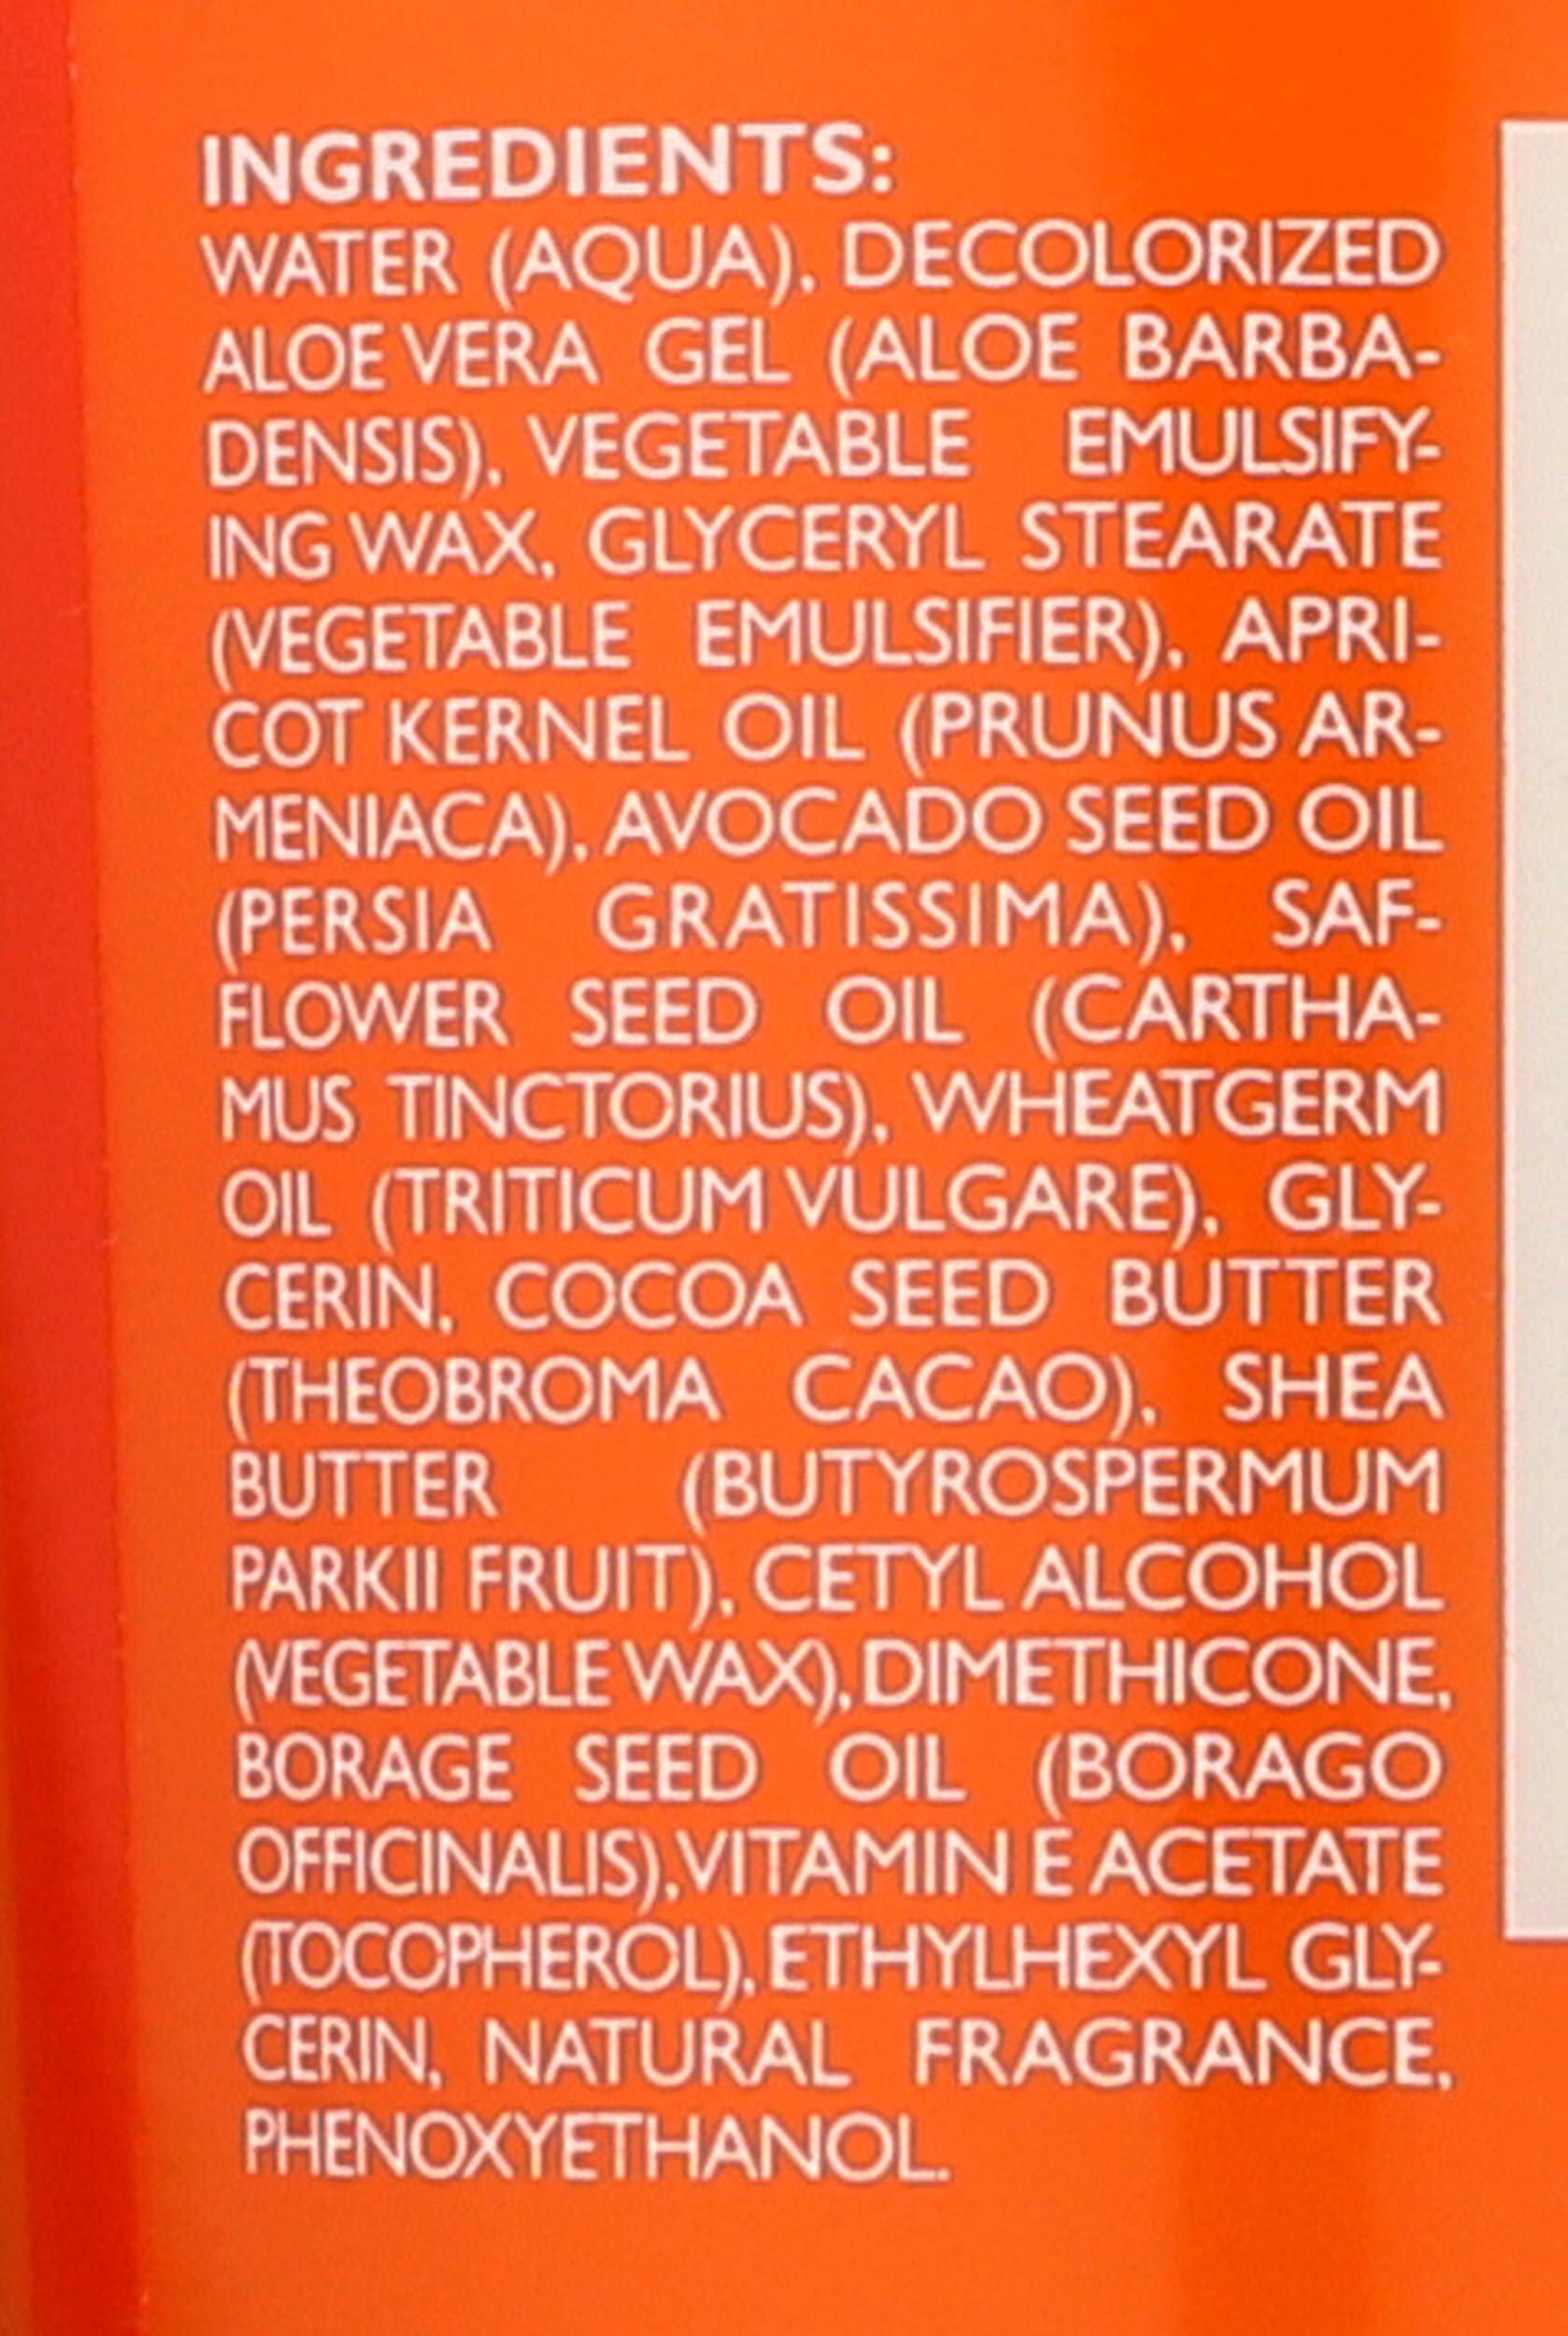 INGREDIENTS:
WATER (AQUA), DECOLORIZED
ALOE VERA GEL (ALOE BARBA-
DENSIS), VEGETABLE EMULSIFY-
ING WAX, GLYCERYL STEARATE
(VEGETABLE EMULSIFIER), APRI-
COT KERNEL OIL (PRUNUS AR-
MENIACA), AVOCADO SEED OIL
(PERSIA GRATISSIMA), SAF-
FLOWER SEED OIL (CARTHA-
MUS TINCTORIUS), WHEATGERM
OIL (TRITICUM VULGARE), GLY-
CERIN, COCOA SEED BUTTER
(THEOBROMA CACAO), SHEA
BUTTER (BUTYROSPERMUM
PARKII FRUIT), CETYL ALCOHOL
(VEGETABLE WAX), DIMETHICONE,
BORAGE SEED OIL (BORAGO
OFFICINALIS), VITAMIN E ACETATE
(TOCOPHEROL), ETHYLHEXYL GLY-
CERIN, NATURAL FRAGRANCE,
PHENOXYETHANOL.